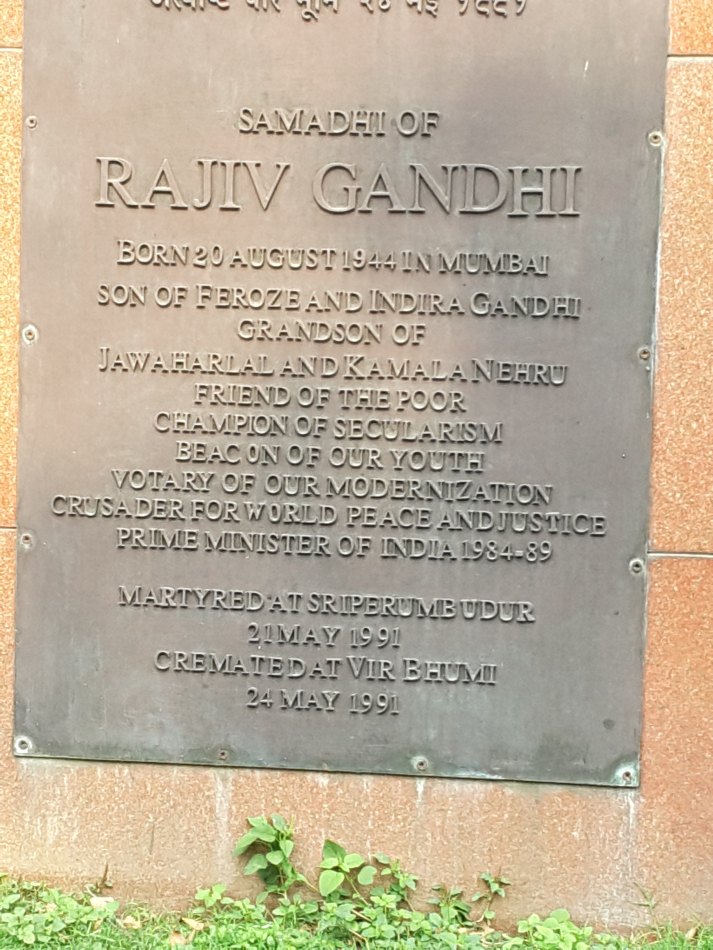 वीर भूमि २४ मई १९९१
SAMADHI OF
RAJIV GANDHI
BORN 20 AUGUST 1944 IN MUMBAI
SON OF FEROZE AND INDIRA GANDHI
GRANDSON OF
JAWAHARLAL AND KAMALA NEHRU
FRIEND OF THE POOR
CHAMPION OF SECULARISM
BEACON OF OUR YOUTH
VOTARY OF OUR MODERNIZATION
CRUSADER FOR WORLD PEACE AND JUSTICE
PRIME MINISTER OF INDIA 1984-89
MARTYRED AT SRIPERUMBUDUR
21 MAY 1991
CREMATED AT VIR BHUMI
24 MAY 1991